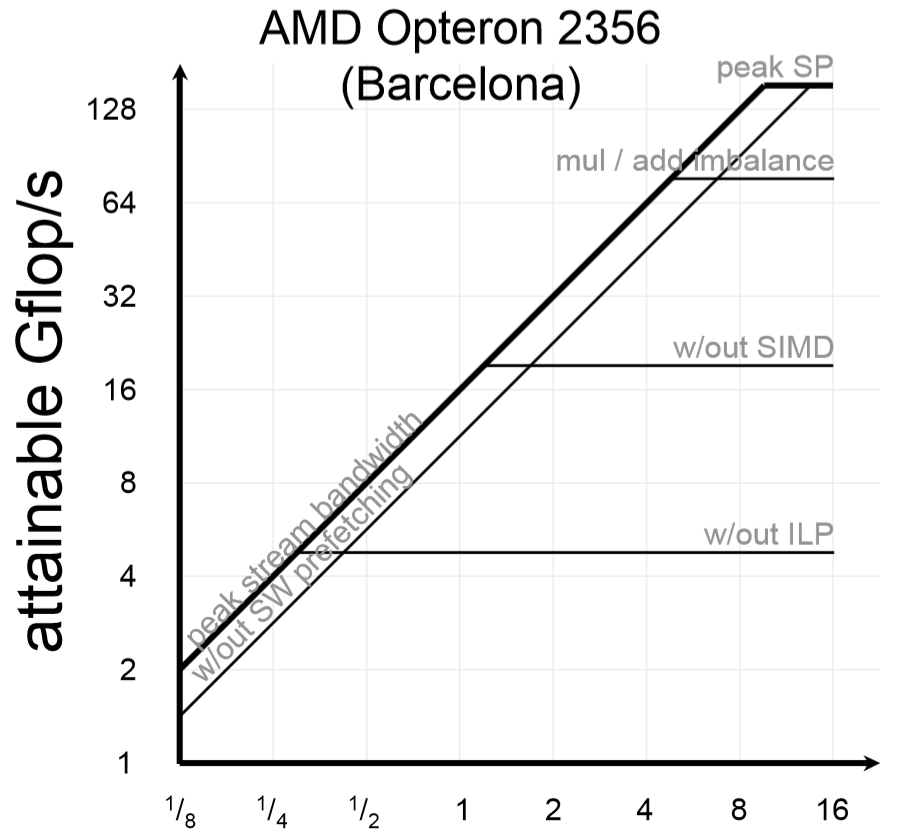 AMD Opteron 2356
(Barcelona)
peak SP
128
mul / add imbalance
64
32
w/out SIMD
16
8
w/out ILP
4
2
1
attainable Gflop/s
peak stream bandwidth
w/out SW prefetching
1/8 1/4 1/2 1 2 4 8 16